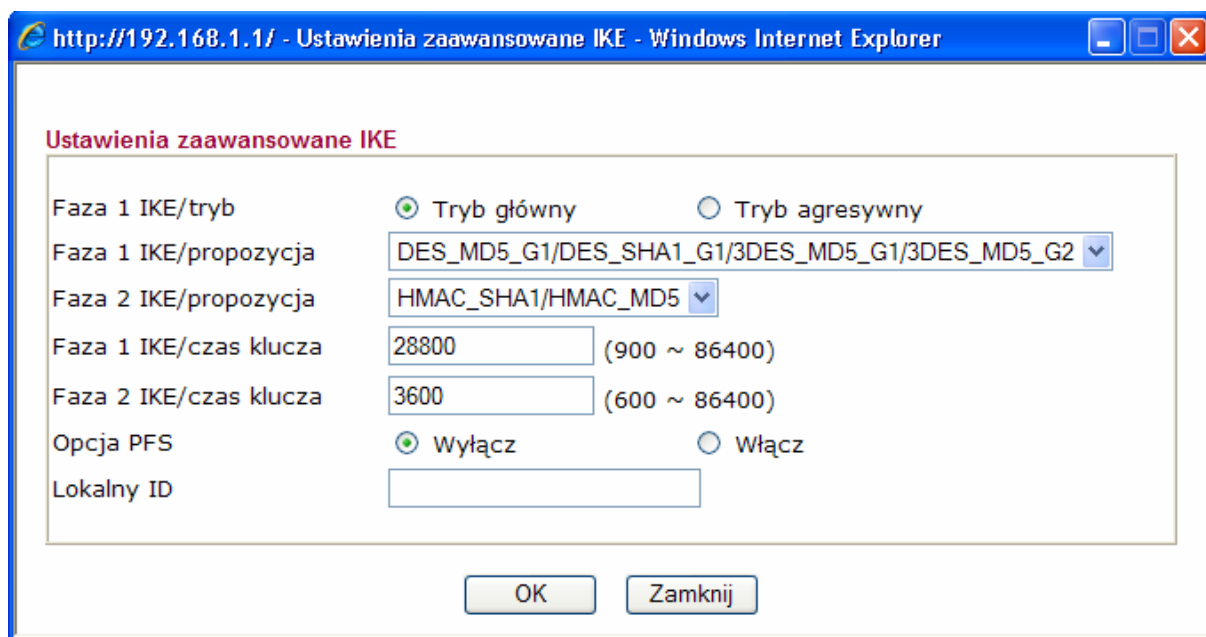 http://192.168.1.1/ - Ustawienia zaawansowane IKE - Windows Internet Explorer
Ustawienia zaawansowane IKE
Faza 1 IKE/tryb Tryb główny Tryb agresywny
Faza 1 IKE/propozycja DES_MD5_G1/DES_SHA1_G1/3DES_MD5_G1/3DES_MD5_G2
Faza 2 IKE/propozycja HMAC_SHA1/HMAC_MD5
Faza 1 IKE/czas klucza 28800 (900 ~ 86400)
Faza 2 IKE/czas klucza 3600 (600 ~ 86400)
Opcja PFS Wyłącz Włącz
Lokalny ID
OK Zamknij